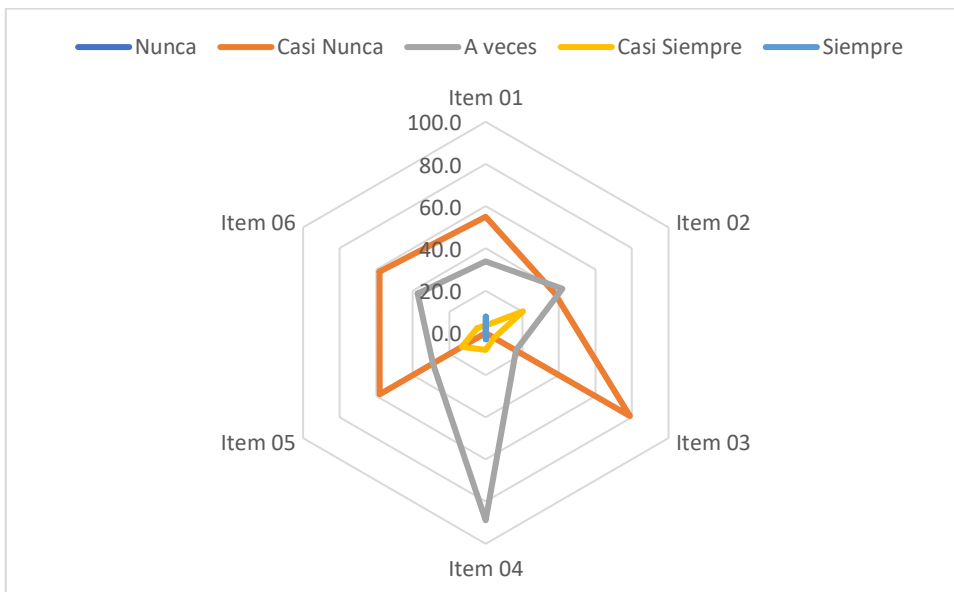 Nunca Casi Nunca A veces Casi Siempre Siempre
Item 01
100.0
80.0
Item 06 Item 02
60.0
40.0
20.0
0.0
Item 05 Item 03
Item 04